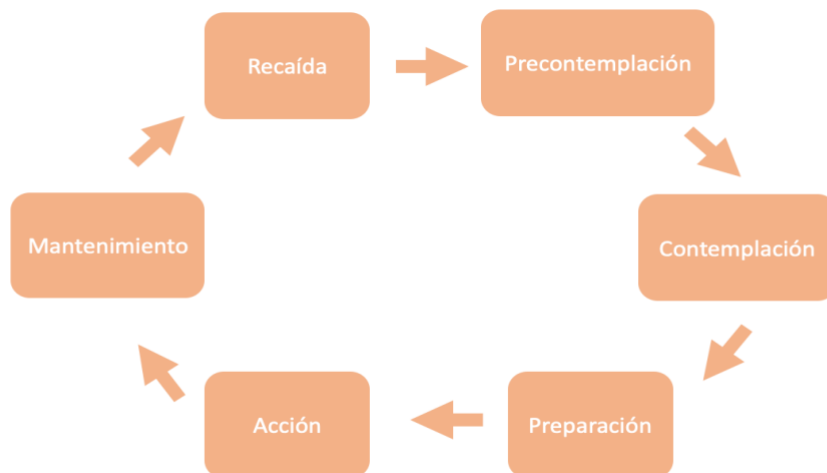 Recaída
Precontemplación
Mantenimiento
Contemplación
Acción
Preparación